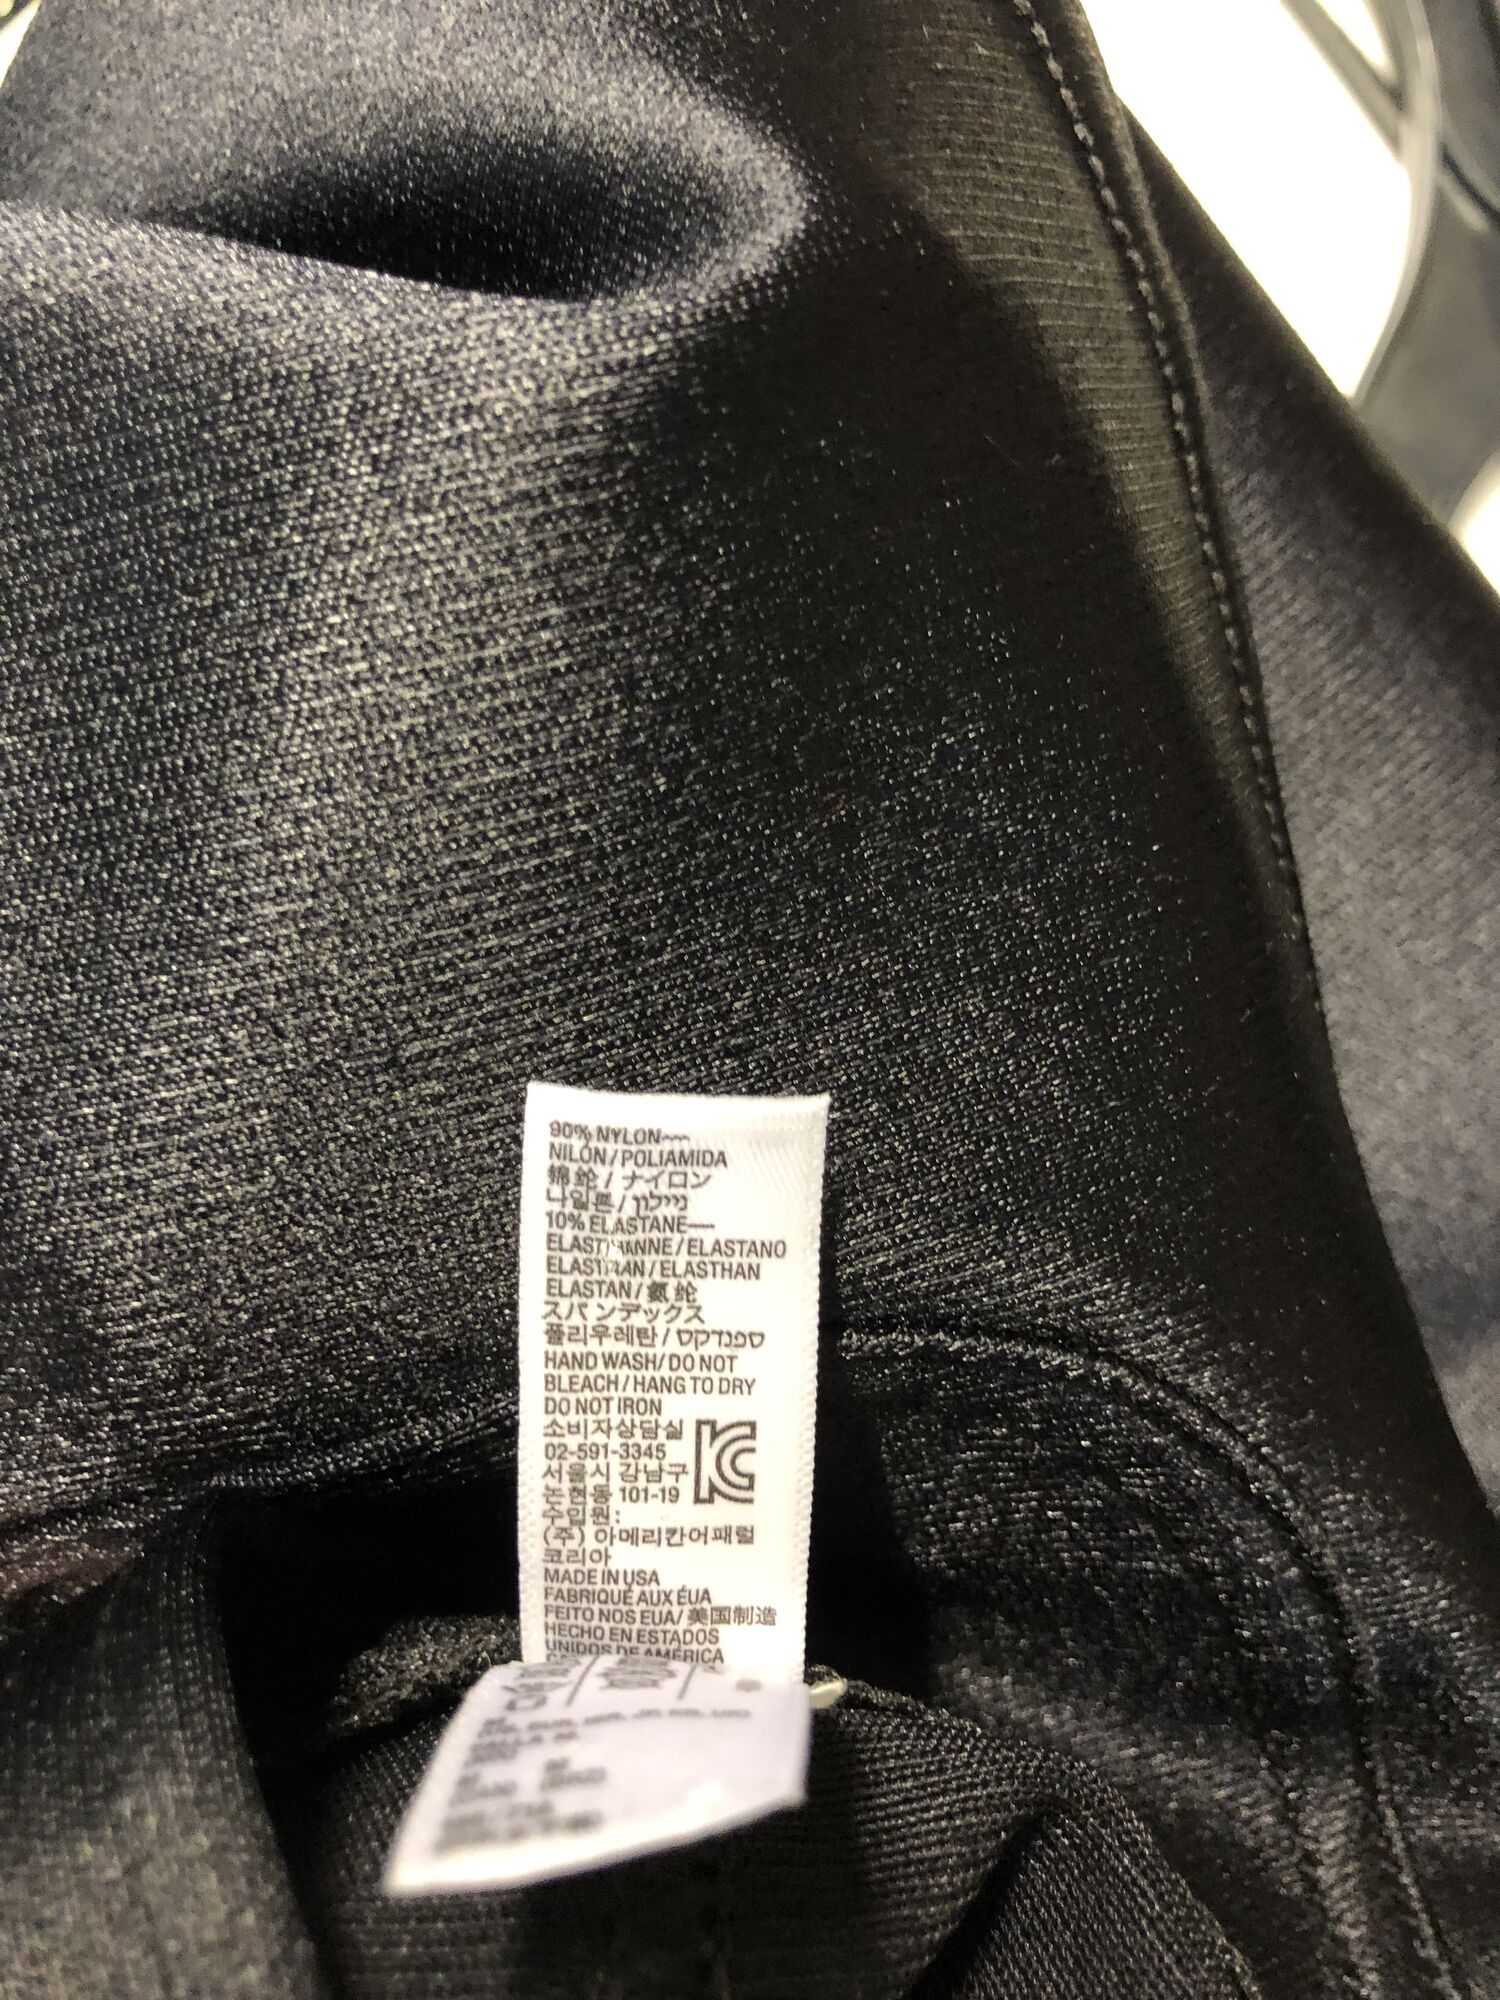 90% NYLON—
NILÓN/POLIAMIDA
锦纶/ナイロン
나일론/ניילון
10% ELASTANE—
ELASTHANNE/ELASTANO
ELASTAN/ELASTHAN
ELASTAN/氨纶
スパンデックス
폴리우레탄/ספנדקס
HAND WASH/DO NOT
BLEACH/HANG TO DRY
DO NOT IRON
소비자상담실
02-591-3345
서울시 강남구
논현동 101-19
수입원:
(주) 아메리칸어패럴
코리아
MADE IN USA
FABRIQUÉ AUX ÉUA
FEITO NOS EUA/美国制造
HECHO EN ESTADOS
UNIDOS DE AMÉRICA